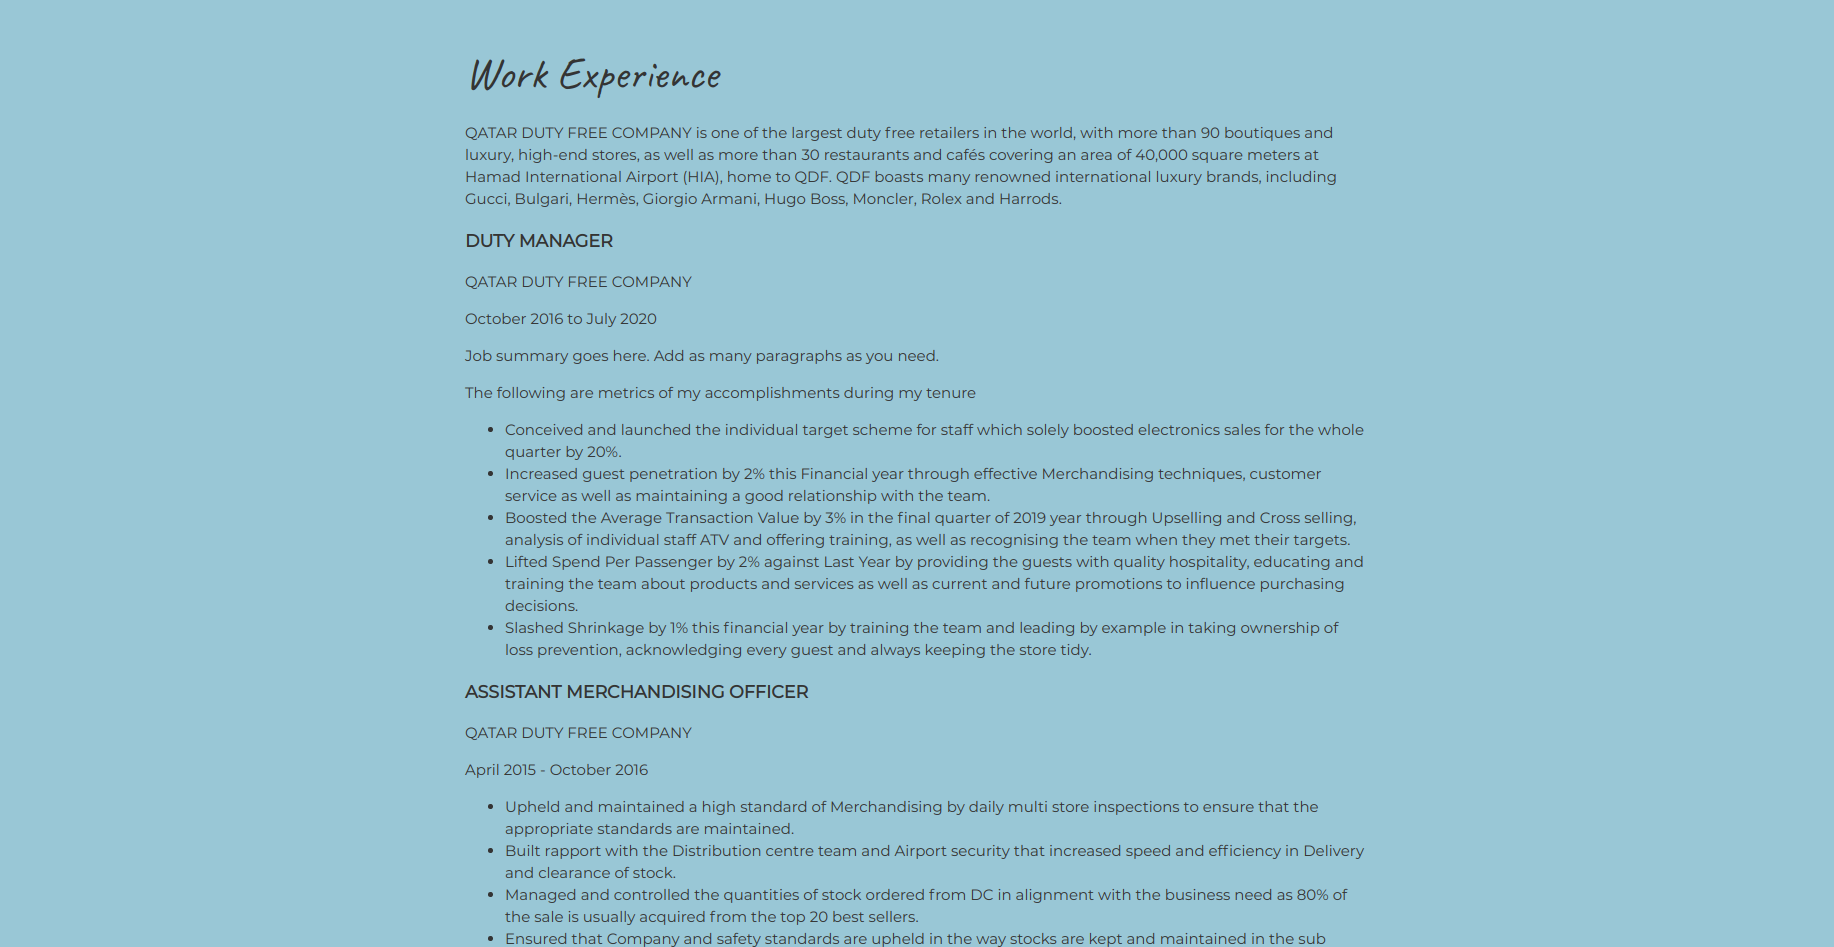 Work Experience
QATAR DUTY FREE COMPANY is one of the largest duty free retailers in the world, with more than 90 boutiques and
luxury, high-end stores, as well as more than 30 restaurants and cafés covering an area of 40,000 square meters at
Hamad International Airport (HIA), home to QDF. QDF boasts many renowned international luxury brands, including
Gucci, Bulgari, Hermès, Giorgio Armani, Hugo Boss, Moncler, Rolex and Harrods.
DUTY MANAGER
QATAR DUTY FREE COMPANY
October 2016 to July 2020
Job summary goes here. Add as many paragraphs as you need.
The following are metrics of my accomplishments during my tenure
• Conceived and launched the individual target scheme for staff which solely boosted electronics sales for the whole
quarter by 20%.
• Increased guest penetration by 2% this Financial year through effective Merchandising techniques, customer
service as well as maintaining a good relationship with the team.
• Boosted the Average Transaction Value by 3% in the final quarter of 2019 year through Upselling and Cross selling,
analysis of individual staff ATV and offering training, as well as recognising the team when they met their targets.
• Lifted Spend Per Passenger by 2% against Last Year by providing the guests with quality hospitality, educating and
training the team about products and services as well as current and future promotions to influence purchasing
decisions.
• Slashed Shrinkage by 1% this financial year by training the team and leading by example in taking ownership of
loss prevention, acknowledging every guest and always keeping the store tidy.
ASSISTANT MERCHANDISING OFFICER
QATAR DUTY FREE COMPANY
April 2015 - October 2016
• Upheld and maintained a high standard of Merchandising by daily multi store inspections to ensure that the
appropriate standards are maintained.
• Built rapport with the Distribution centre team and Airport security that increased speed and efficiency in Delivery
and clearance of stock.
• Managed and controlled the quantities of stock ordered from DC in alignment with the business need as 80% of
the sale is usually acquired from the top 20 best sellers.
• Ensured that Company and safety standards are upheld in the way stocks are kept and maintained in the sub